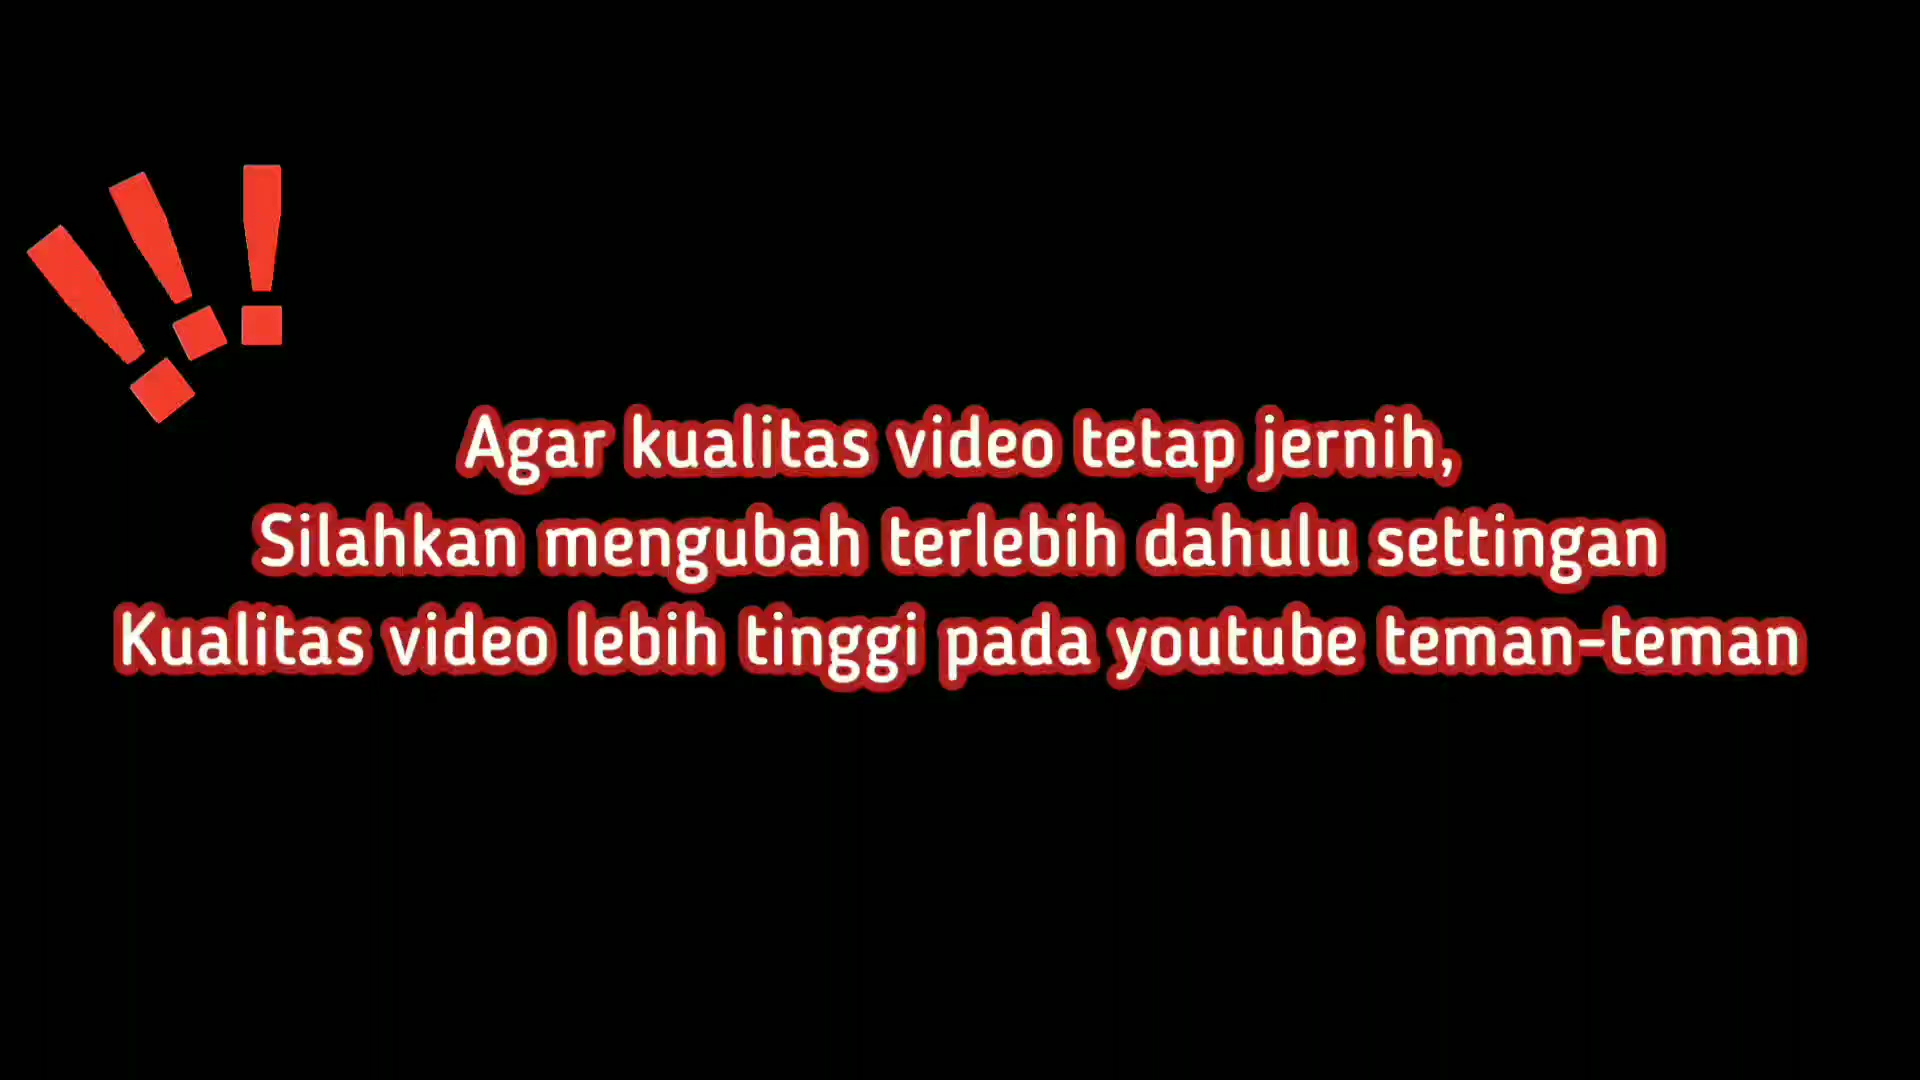 !!!
Agar kualitas video tetap jernih,
Silahkan mengubah terlebih dahulu settingan
Kualitas video lebih tinggi pada youtube teman-teman